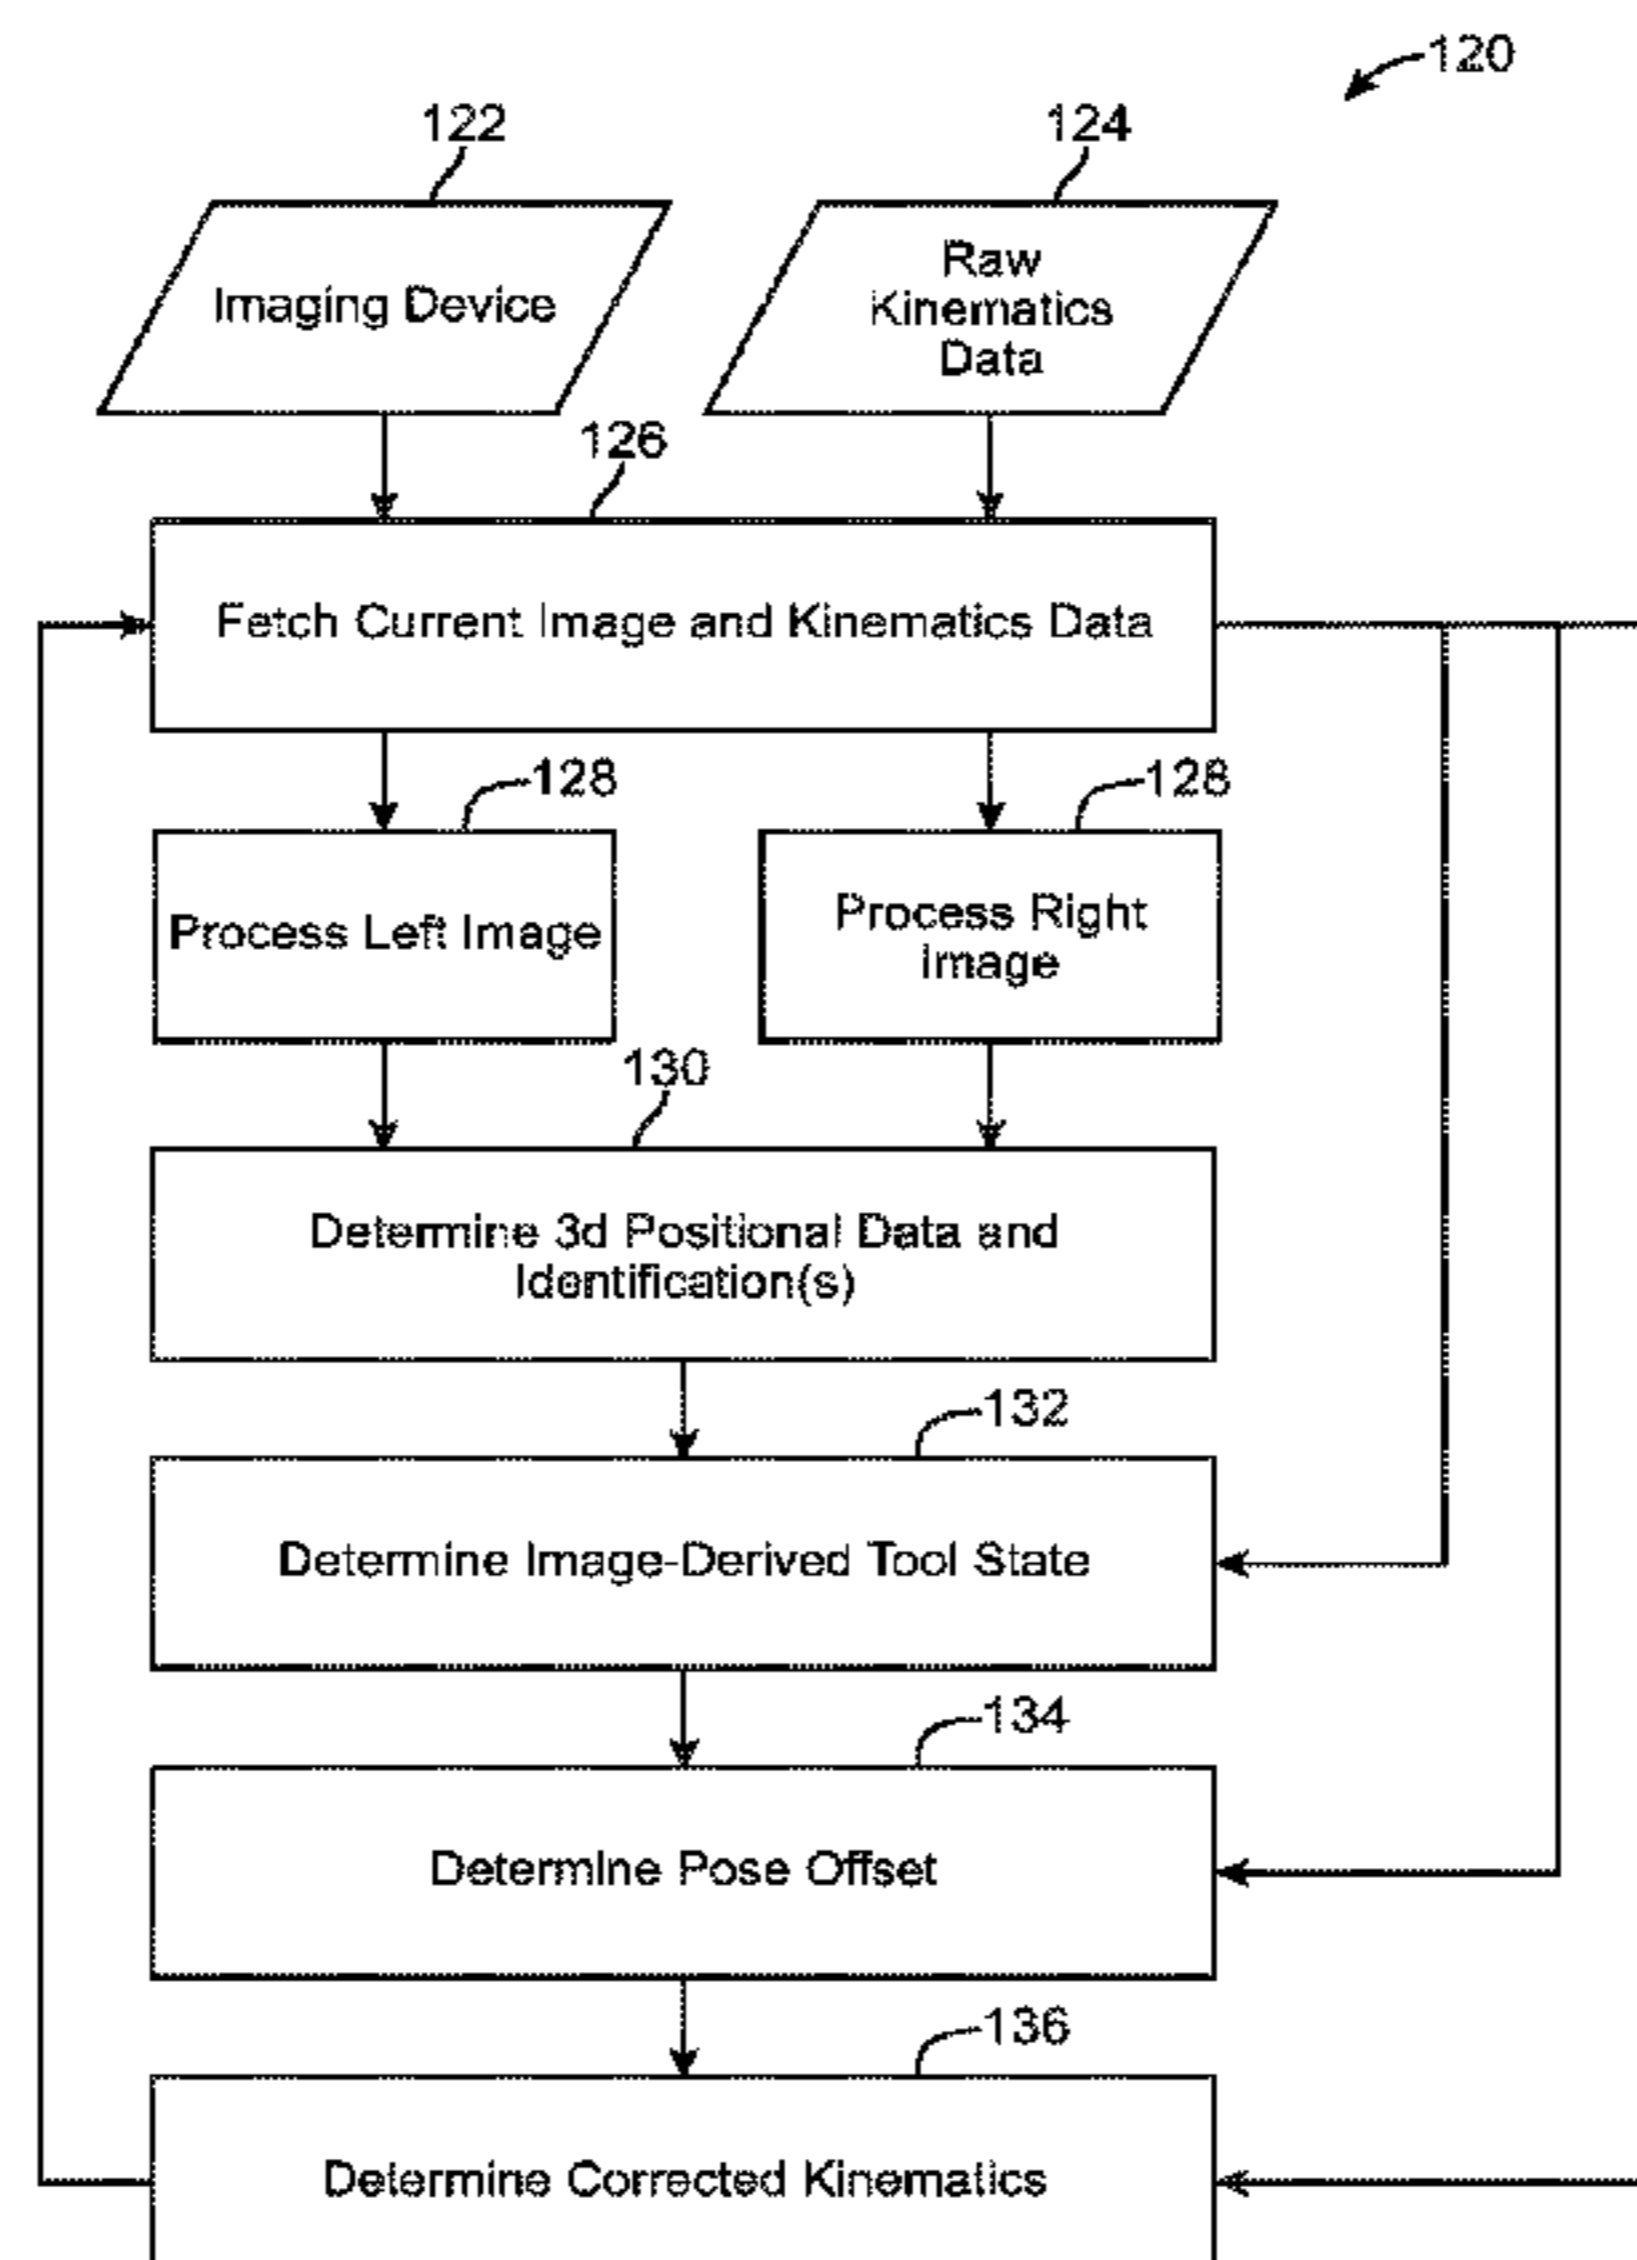 120
122
124
Imaging Device
Raw
Kinematics
Data
126
Fetch Current Image and Kinematics Data
128
128
Process Left Image
Process Right
Image
130
Determine 3d Positional Data and
Identification(s)
132
Determine Image-Derived Tool State
134
Determine Pose Offset
136
Determine Corrected Kinematics